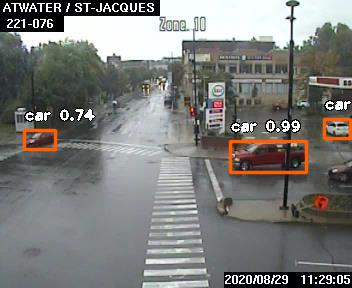 ATWATER / ST-JACQUES
221-076
Zone 10
car 0.74
car 0.99
car
2020/08/29 11:29:05